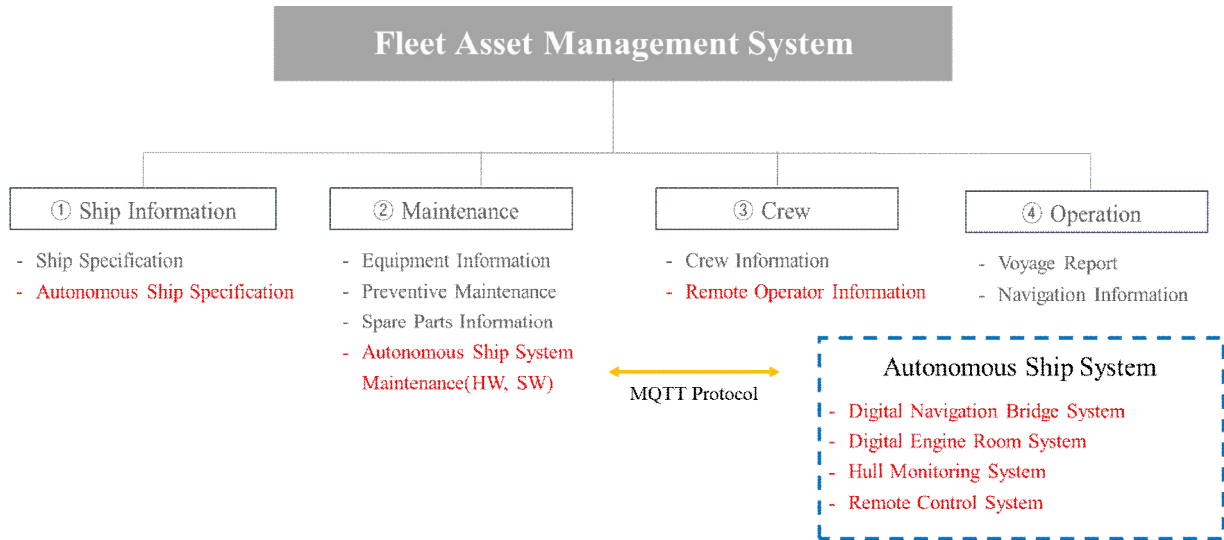 Fleet Asset Management System
① Ship Information
- Ship Specification
- Autonomous Ship Specification
② Maintenance
- Equipment Information
- Preventive Maintenance
- Spare Parts Information
- Autonomous Ship System
Maintenance(HW, SW)
③ Crew
- Crew Information
- Remote Operator Information
④ Operation
- Voyage Report
- Navigation Information
MQTT Protocol
Autonomous Ship System
- Digital Navigation Bridge System
- Digital Engine Room System
- Hull Monitoring System
- Remote Control System